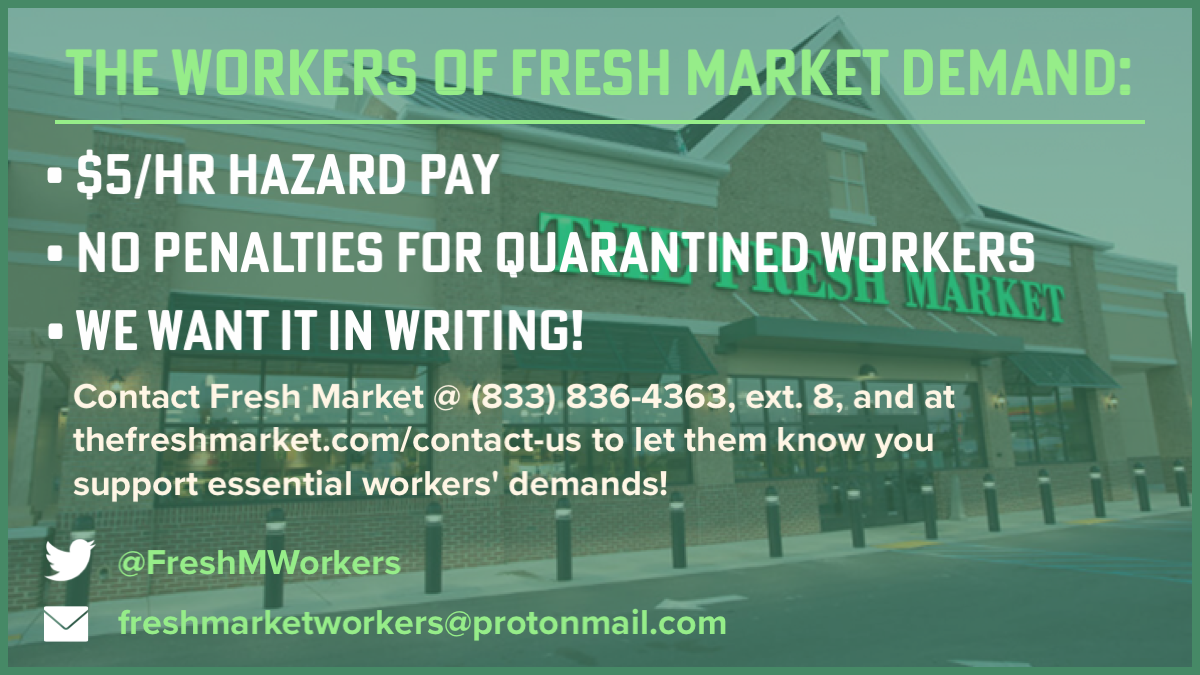 THE WORKERS OF FRESH MARKET DEMAND:
• $5/HR HAZARD PAY
• NO PENALTIES FOR QUARANTINED WORKERS
THE FRESH MARKET
• WE WANT IT IN WRITING!
Contact Fresh Market @ (833) 836-4363, ext. 8, and at
thefreshmarket.com/contact-us to let them know you
support essential workers' demands!
@FreshMWorkers
freshmarketworkers@protonmail.com